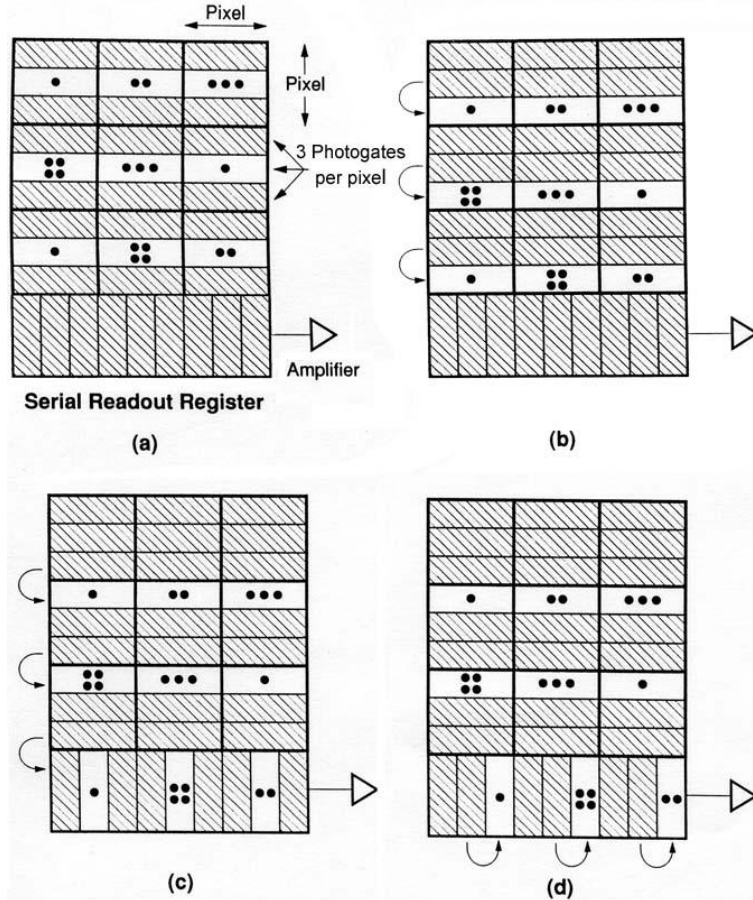 Pixel
Pixel
3 Photogates
per pixel
Amplifier
Serial Readout Register
(a)
(b)
(c)
(d)